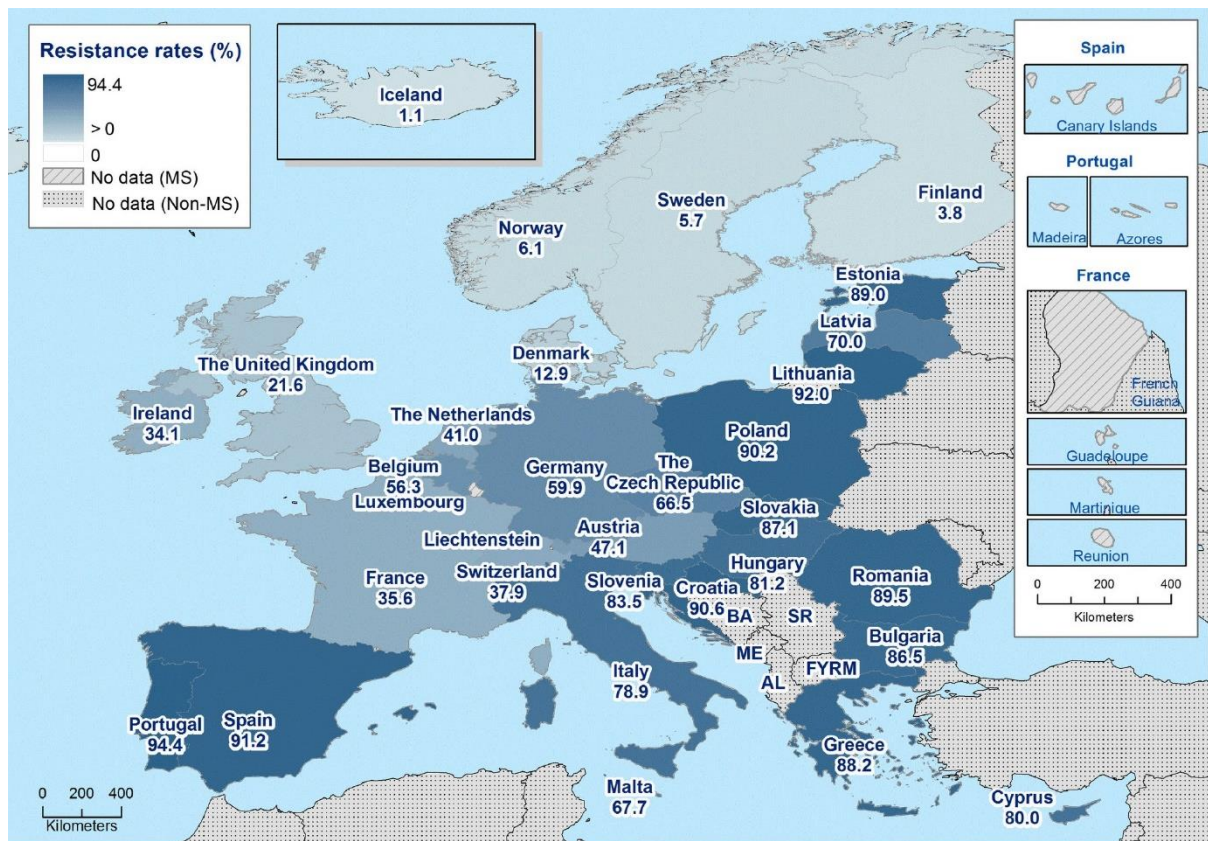 Resistance rates (%)
94.4
> 0
0
No data (MS)
No data (Non-MS)
Iceland
1.1
Norway
6.1
Sweden
5.7
Finland
3.8
Estonia
89.0
Latvia
70.0
Lithuania
92.0
Denmark
12.9
The United Kingdom
21.6
Ireland
34.1
The Netherlands
41.0
Belgium
56.3
Luxembourg
Germany
59.9
The
Czech Republic
66.5
Poland
90.2
Slovakia
87.1
Austria
47.1
Liechtenstein
Switzerland
37.9
France
35.6
Slovenia
83.5
Croatia
90.6
Hungary
81.2
Romania
89.5
BA
SR
Bulgaria
86.5
ME
FYRM
AL
Italy
78.9
Portugal
94.4
Spain
91.2
Greece
88.2
Malta
67.7
Cyprus
80.0
0 200 400
Kilometers
Spain
Canary Islands
Portugal
Madeira
Azores
France
French
Guiana
Guadeloupe
Martinique
Reunion
0 200 400
Kilometers